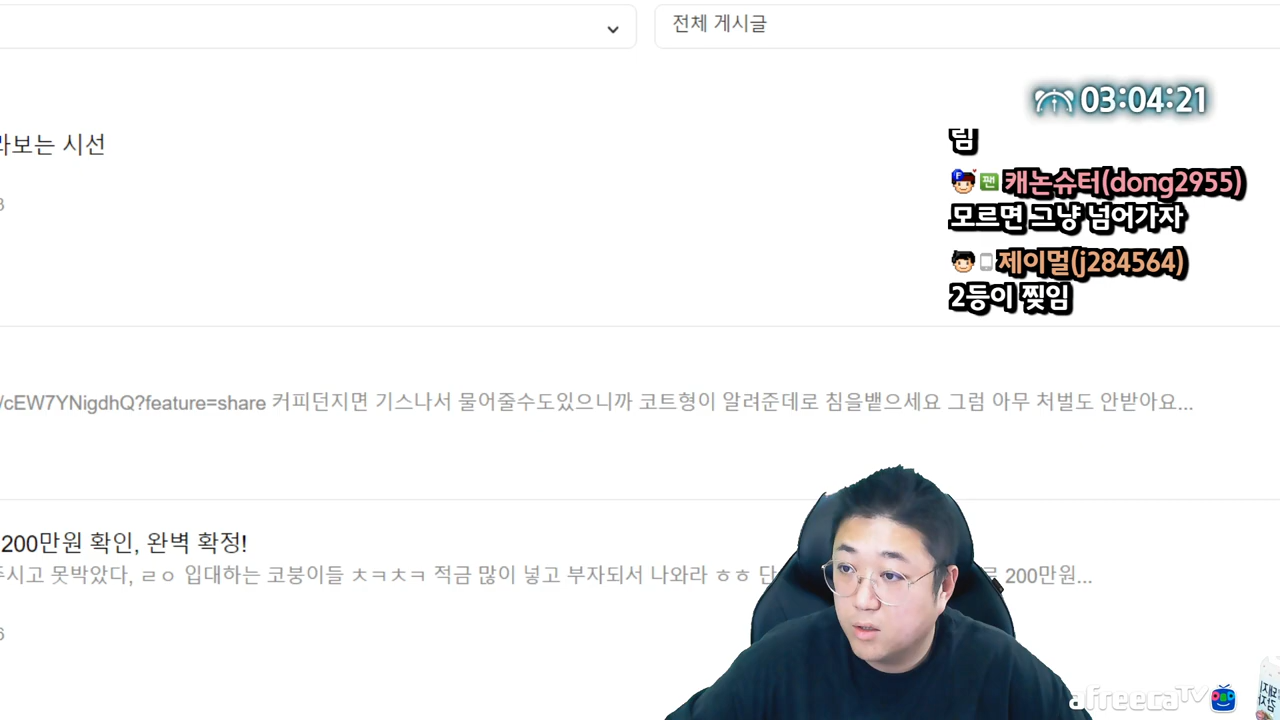 전체 게시글
03:04:21
라보는 시선
럼
캐논슈터(dong2955)
모르면 그냥 넘어가자
제이멀(j284564)
2등이 찢임
/cEW7YNigdhQ?feature=share 커피던지면 기스나서 물어줄수도있으니까 코트형이 알려준데로 침을뱉으세요 그럼 아무 처벌도 안받아요...
200만원 확인, 완벽 확정!
주시고 못박았다, ㄹㅇ 입대하는 코붕이들 ㅊㅋㅊㅋ 적금 많이 넣고 부자되서 나와라 ㅎㅎ 단
로 200만원...
afreecaTV